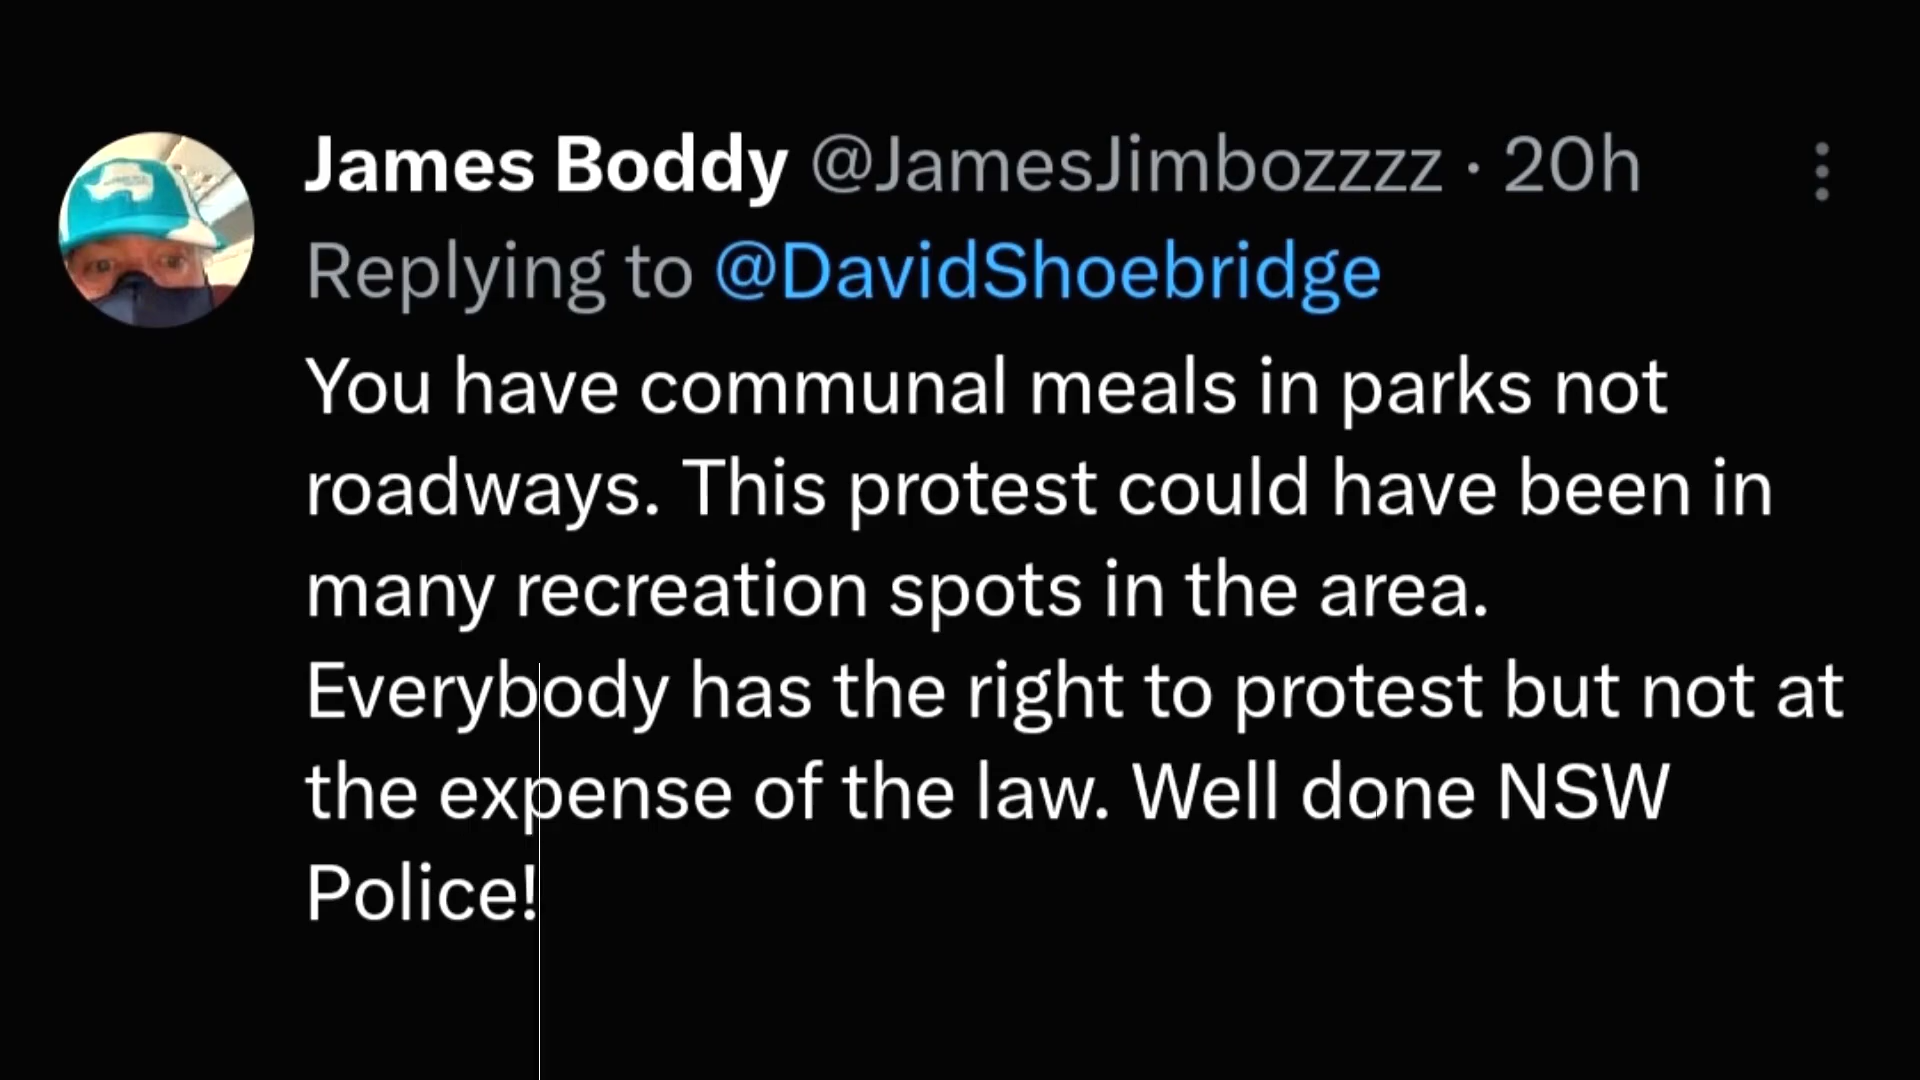 James Boddy @JamesJimbozzzz · 20h
Replying to @DavidShoebridge
You have communal meals in parks not
roadways. This protest could have been in
many recreation spots in the area.
Everybody has the right to protest but not at
the expense of the law. Well done NSW
Police!